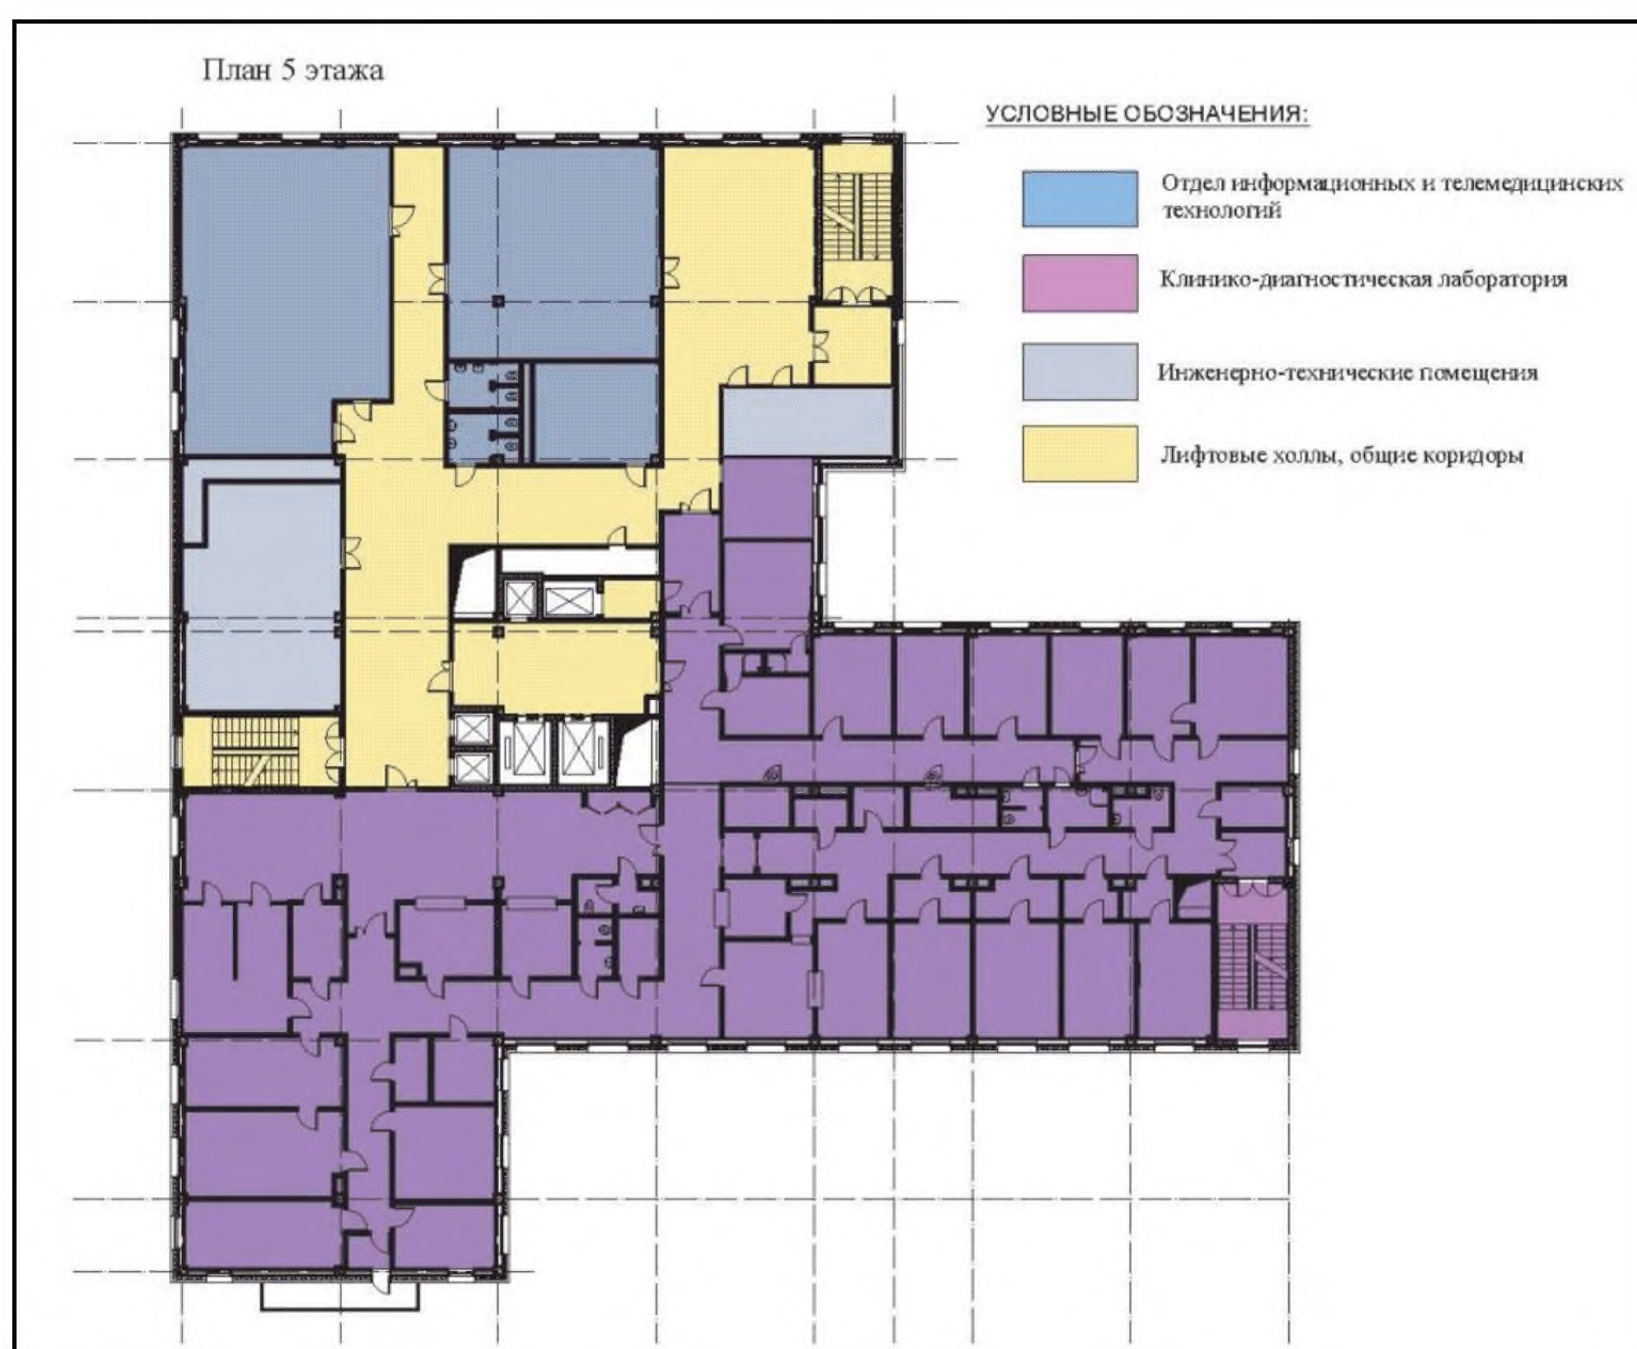 План 5 этажа
УСЛОВНЫЕ ОБОЗНАЧЕНИЯ:
Отдел информационных и телемедицинских
технологий
Клинико-диагностическая лаборатория
Инженерно-технические помещения
Лифтовые холлы, общие коридоры